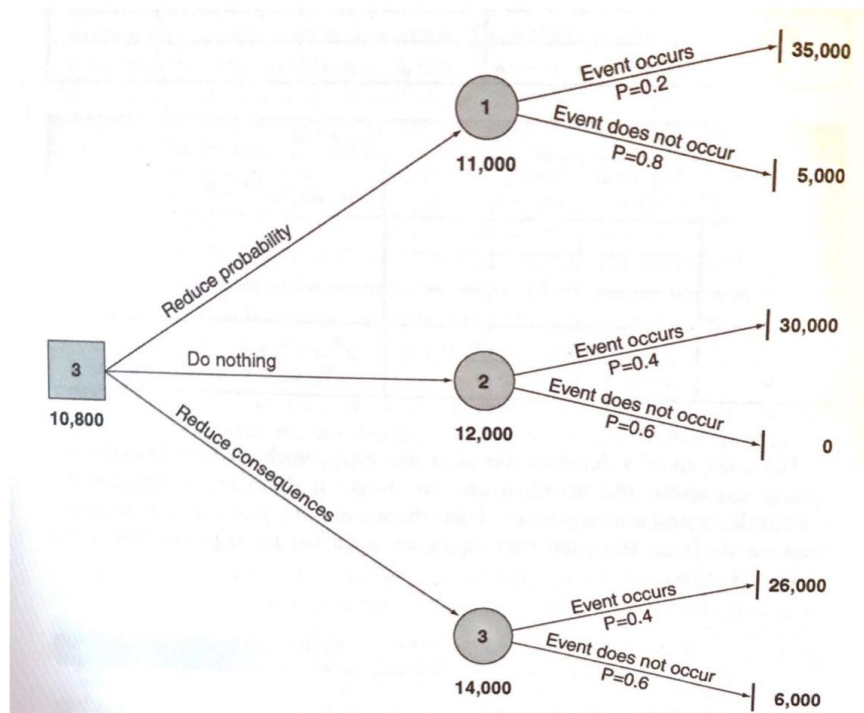 Event occurs
P=0.2
35,000
1
11,000
Event does not occur
P=0.8
5,000
Reduce probability
3
10,800
Do nothing
Event occurs
P=0.4
30,000
2
12,000
Event does not occur
P=0.6
0
Reduce consequences
Event occurs
P=0.4
26,000
3
14,000
Event does not occur
P=0.6
6,000